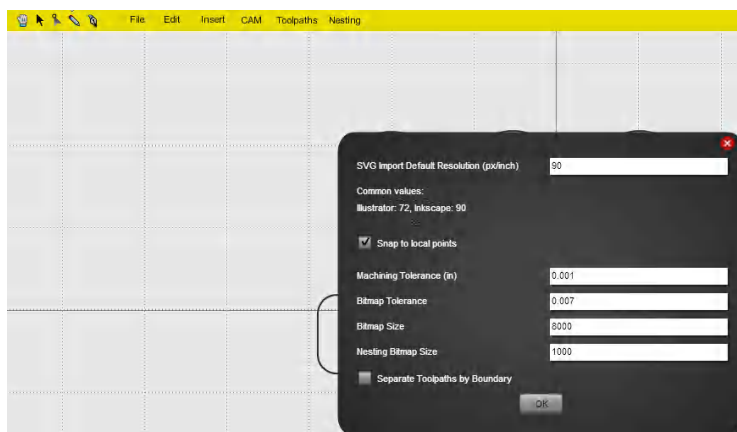 File Edit Insert CAM Toolpaths Nesting
SVG Import Default Resolution (px/inch) 90
Common values:
Illustrator: 72, Inkscape: 90
Snap to local points
Machining Tolerance (in) 0.001
Bitmap Tolerance 0.007
Bitmap Size 8000
Nesting Bitmap Size 1000
Separate Toolpaths by Boundary
OK